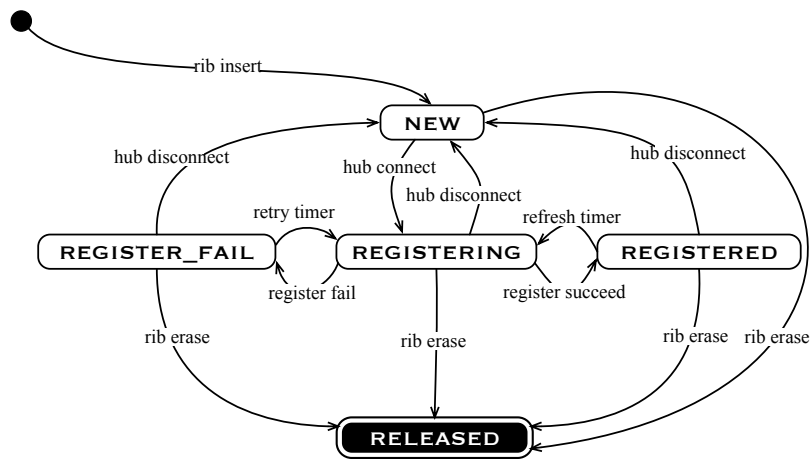 rib insert
NEW
hub disconnect
hub connect
hub disconnect
hub disconnect
retry timer
refresh timer
REGISTER_FAIL
REGISTERING
REGISTERED
register fail
register succeed
rib erase
rib erase
rib erase
rib erase
RELEASED